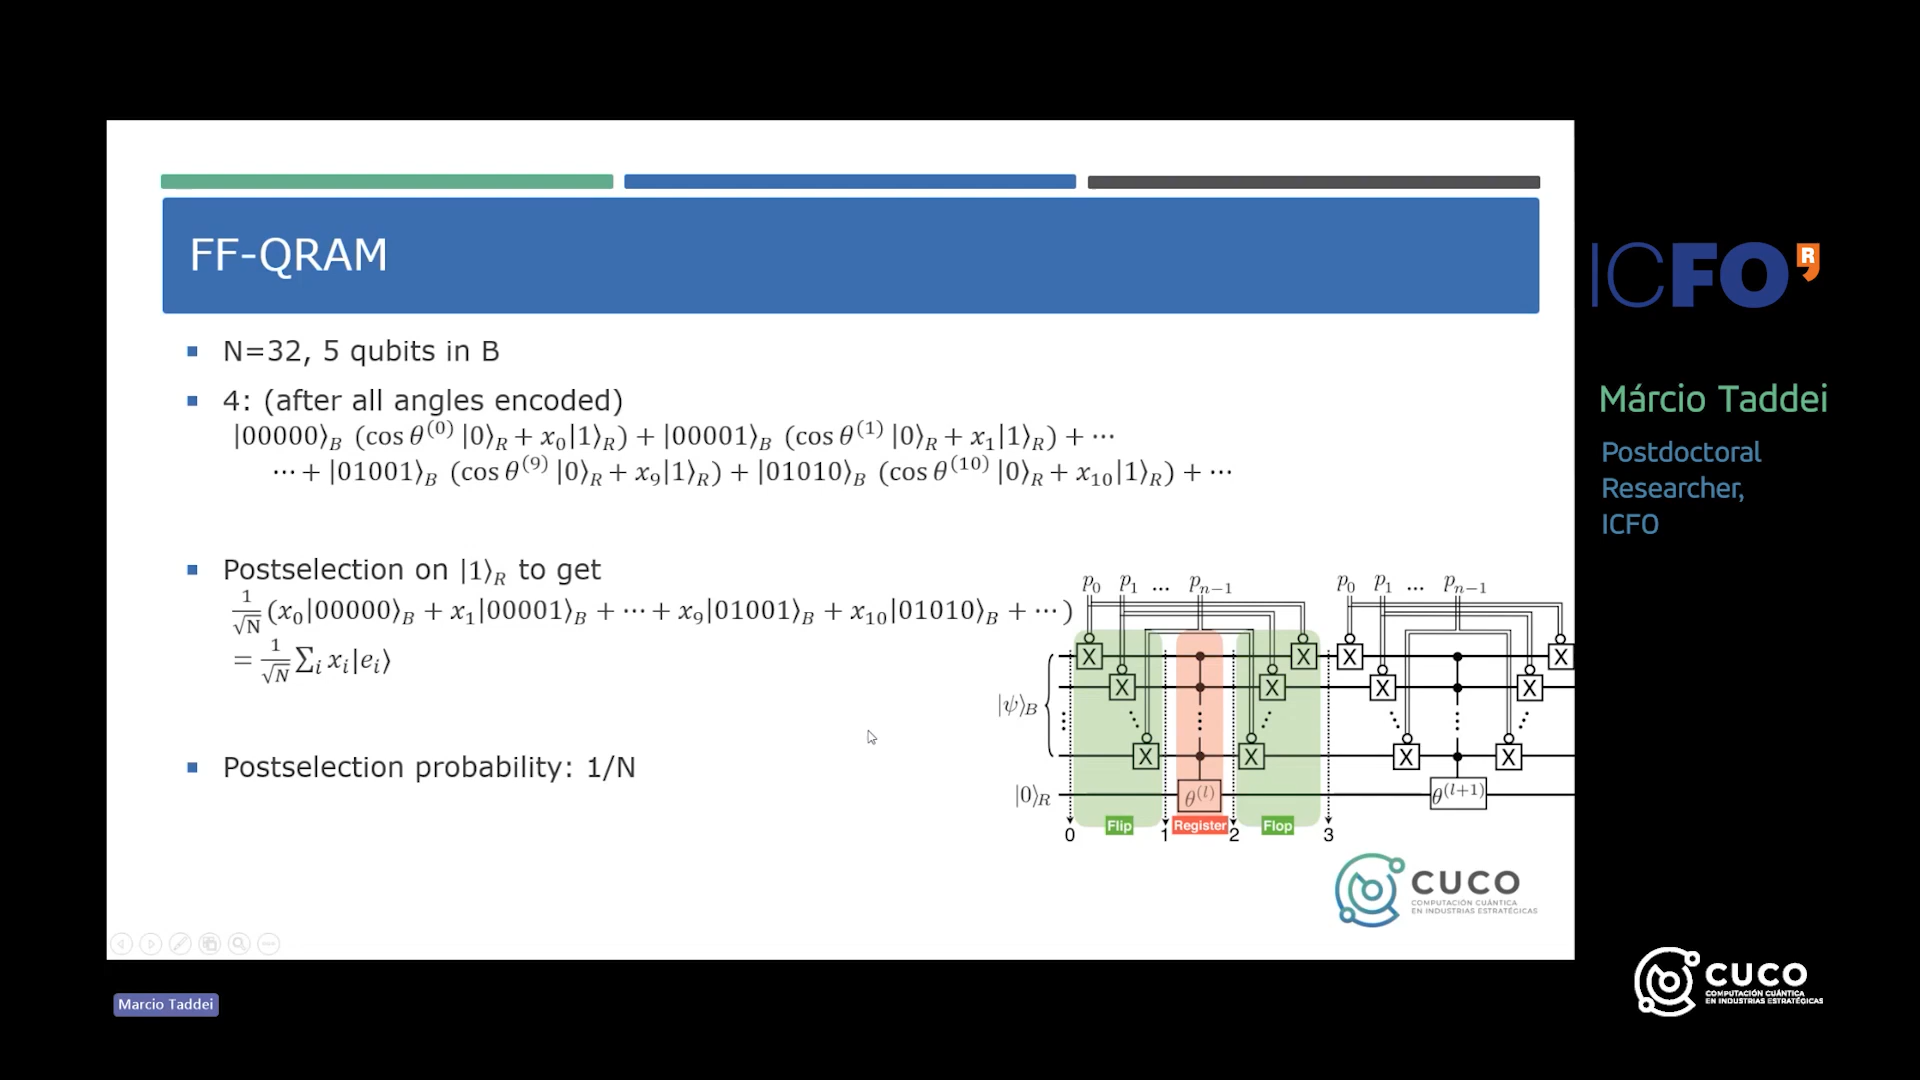 FF-QRAM
N=32, 5 qubits in B
4: (after all angles encoded)
|00000⟩_B (cos θ^(0) |0⟩_R + x_0|1⟩_R) + |00001⟩_B (cos θ^(1) |0⟩_R + x_1|1⟩_R) + ⋯
⋯ + |01001⟩_B (cos θ^(9) |0⟩_R + x_9|1⟩_R) + |01010⟩_B (cos θ^(10) |0⟩_R + x_10|1⟩_R) + ⋯
Postselection on |1⟩_R to get
1/√N (x_0|00000⟩_B + x_1|00001⟩_B + ⋯ + x_9|01001⟩_B + x_10|01010⟩_B + ⋯ )
= 1/√N ∑_i x_i|e_i⟩
Postselection probability: 1/N
p_0 p_1 ⋯ p_n−1 p_0 p_1 ⋯ p_n−1
X X X X
X X X X
|ψ⟩_B
X X X X
|0⟩_R θ^(l) θ^(l+1)
Flip Register Flop
0 1 2 3
CUCO
COMPUTACIÓN CUÁNTICA
EN INDUSTRIAS ESTRATÉGICAS
Marcio Taddei
ICFO R
Márcio Taddei
Postdoctoral
Researcher,
ICFO
CUCO
COMPUTACIÓN CUÁNTICA
EN INDUSTRIAS ESTRATÉGICAS